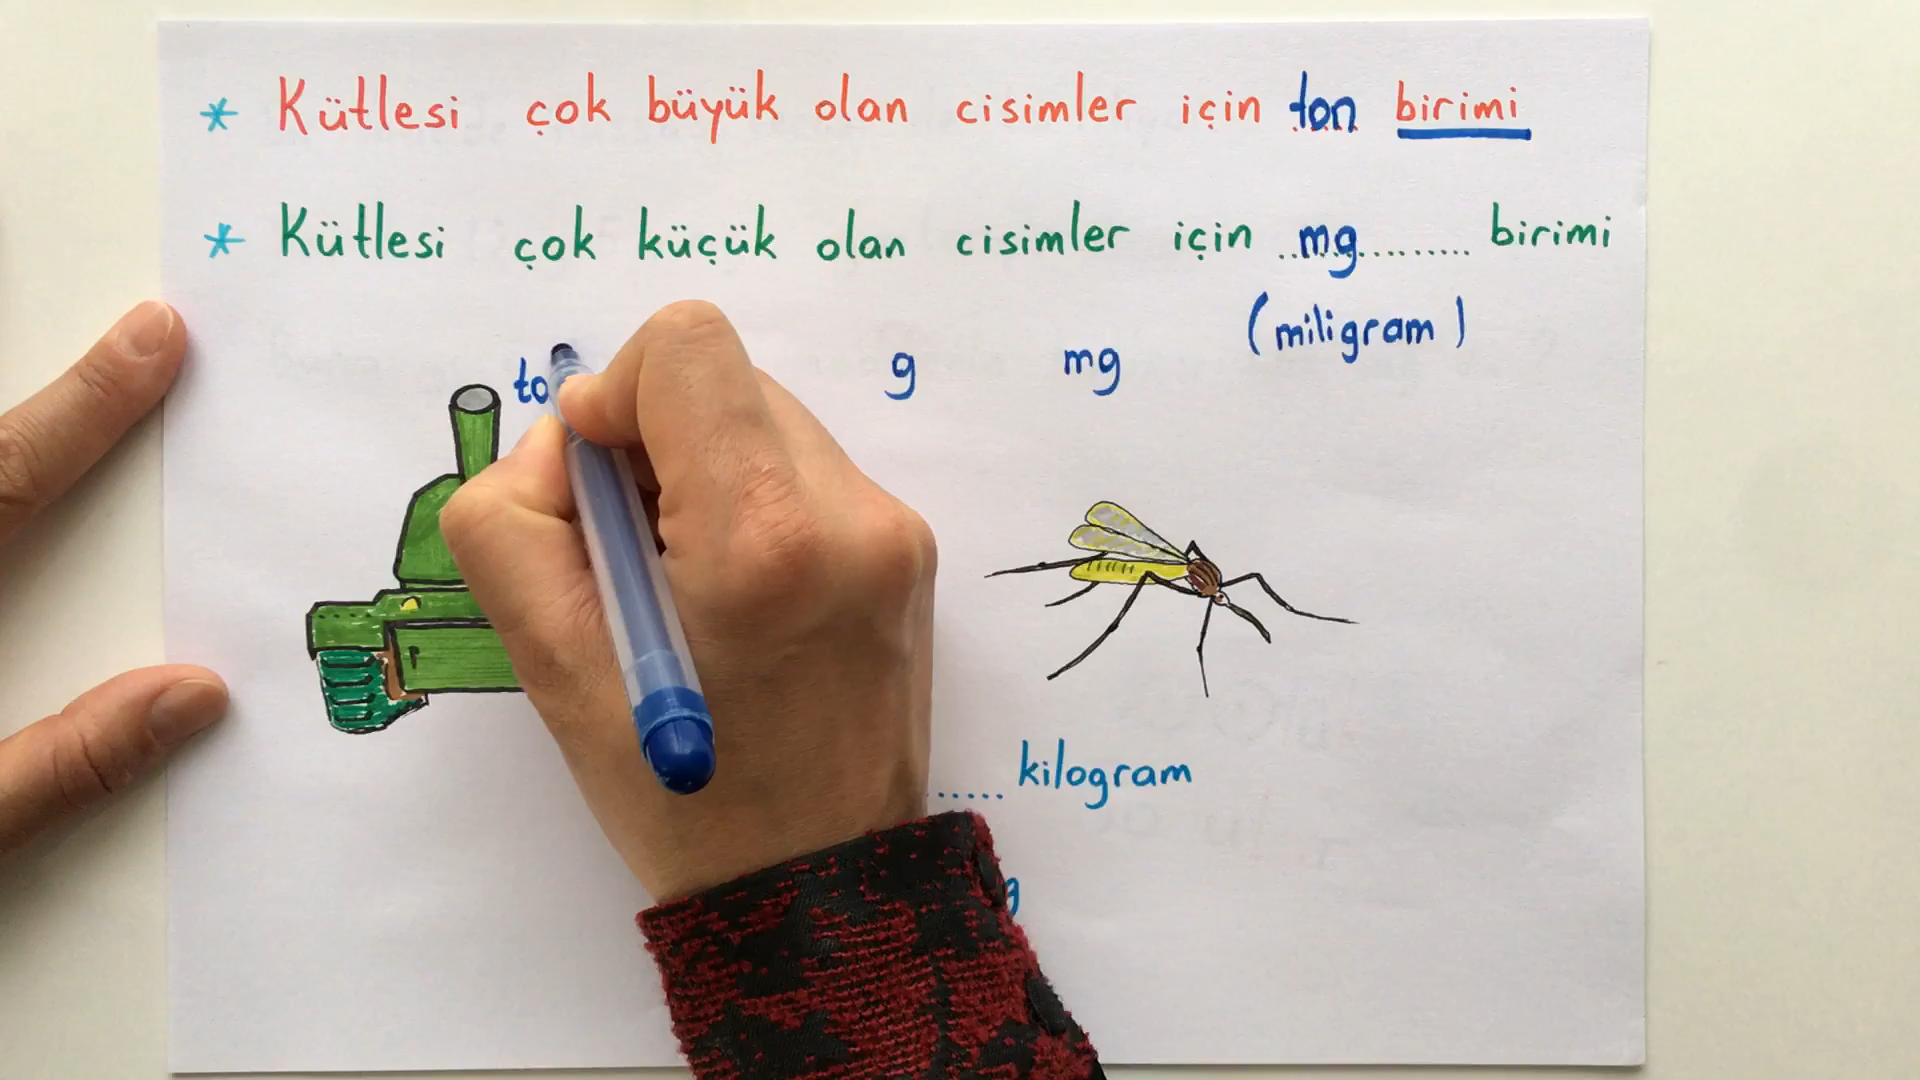 * Kütlesi çok büyük olan cisimler için ton birimi
* Kütlesi çok küçük olan cisimler için ..mg.......... birimi
(miligram)
to g mg
...... kilogram
g